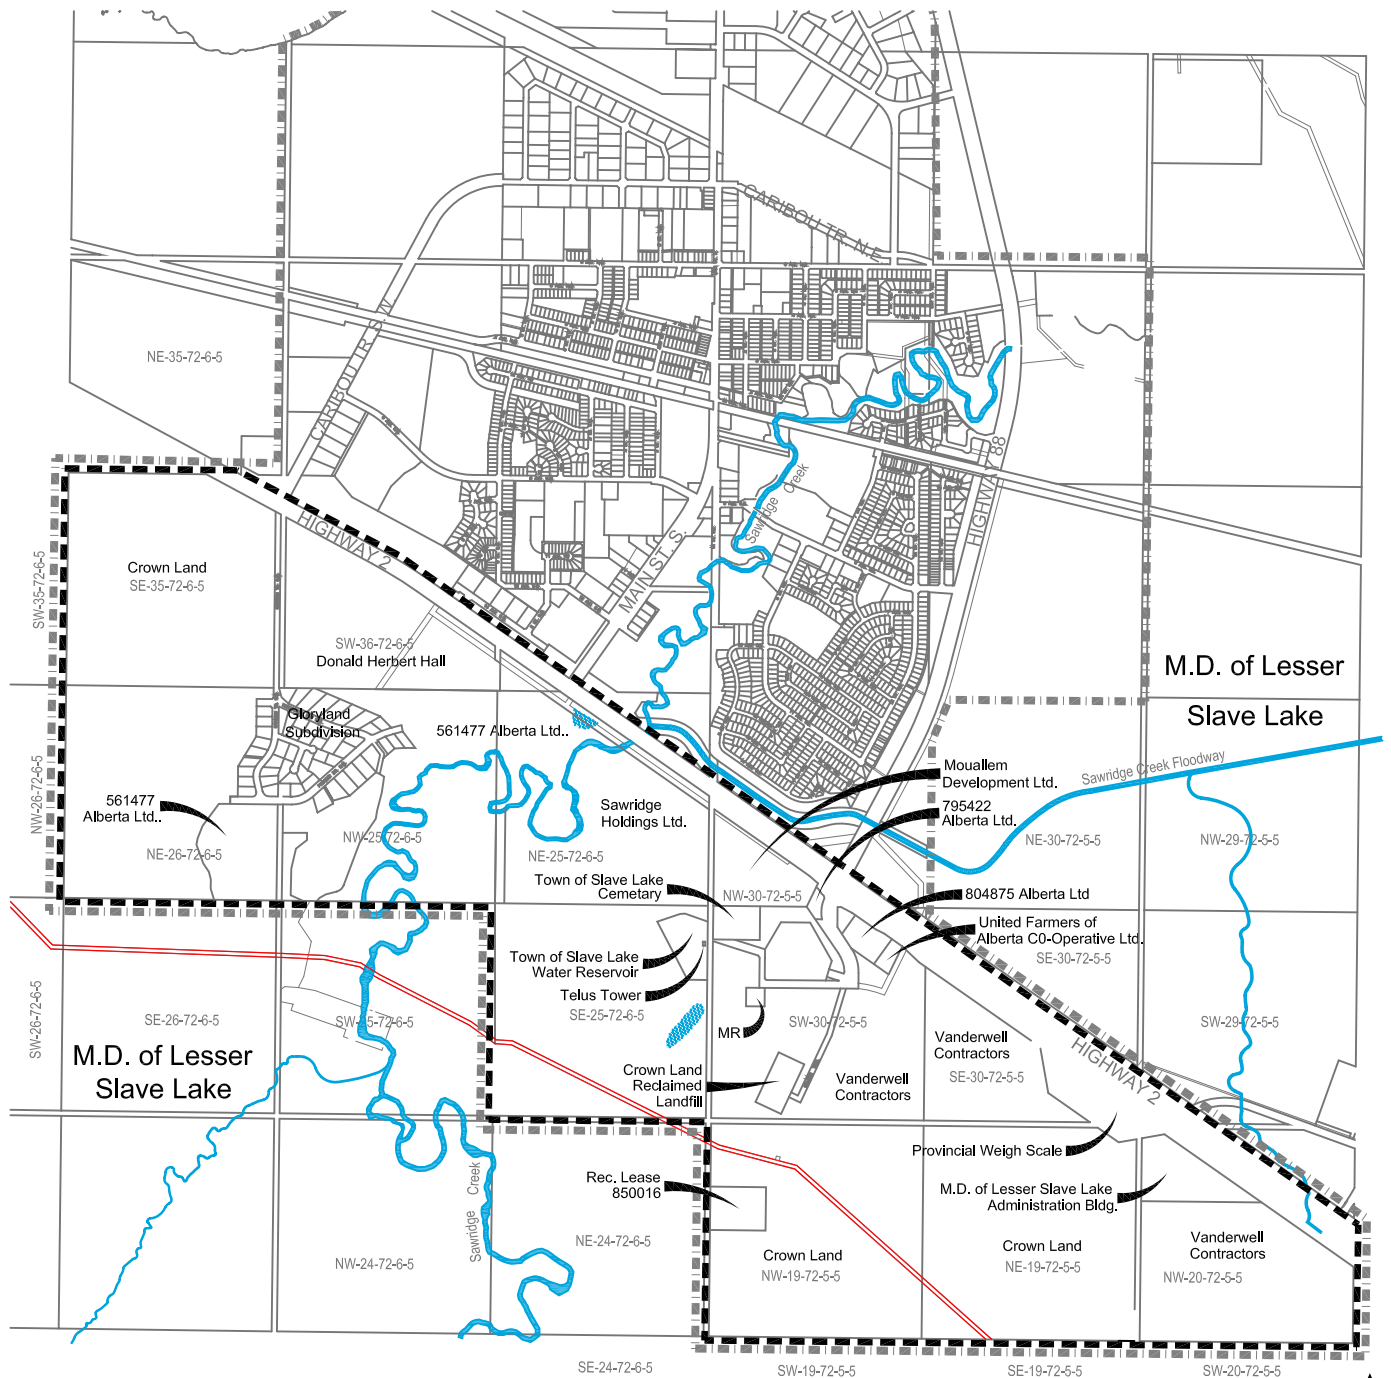 CARIBOU TR. N.E.
CARIBOU TR. S.W.
NE-35-72-6-5
HIGHWAY 88
Sawridge Creek
HIGHWAY 2
MAIN ST. S.
Crown Land
SE-35-72-6-5
SW-35-72-6-5
SW-36-72-6-5
Donald Herbert Hall
M.D. of Lesser
Slave Lake
Gloryland
Subdivision
561477 Alberta Ltd..
Sawridge Creek Floodway
Mouallem
Development Ltd.
NW-26-72-6-5
561477
Alberta Ltd..
Sawridge
Holdings Ltd.
795422
Alberta Ltd.
NE-26-72-6-5
NW-25-72-6-5
NE-25-72-6-5
NE-30-72-5-5
NW-29-72-5-5
Town of Slave Lake
Cemetary
NW-30-72-5-5
804875 Alberta Ltd
United Farmers of
Alberta C0-Operative Ltd.
SE-30-72-5-5
Town of Slave Lake
Water Reservoir
Telus Tower
SE-25-72-6-5
SW-26-72-6-5
SE-26-72-6-5
SW-25-72-6-5
MR
SW-30-72-5-5
SW-29-72-5-5
M.D. of Lesser
Slave Lake
Vanderwell
Contractors
SE-30-72-5-5
HIGHWAY 2
Crown Land
Reclaimed
Landfill
Vanderwell
Contractors
Provincial Weigh Scale
Rec. Lease
850016
M.D. of Lesser Slave Lake
Administration Bldg.
Sawridge Creek
NW-24-72-6-5
NE-24-72-6-5
Crown Land
NW-19-72-5-5
Crown Land
NE-19-72-5-5
Vanderwell
Contractors
NW-20-72-5-5
SE-24-72-6-5
SW-19-72-5-5
SE-19-72-5-5
SW-20-72-5-5